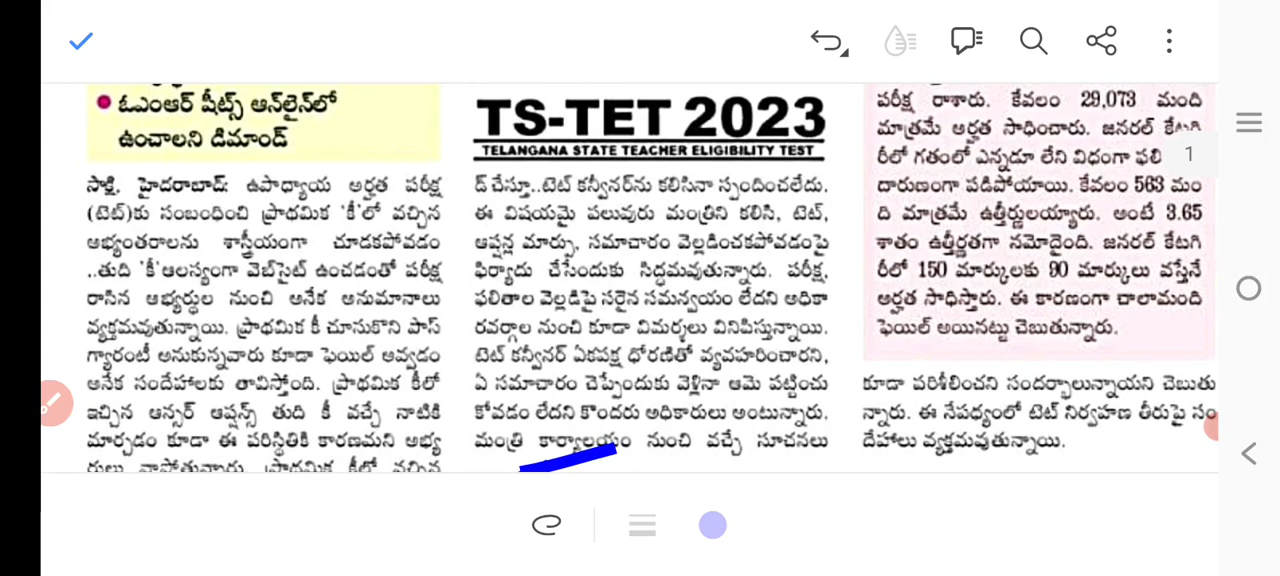 ఓఎంఆర్ షీట్స్ ఆన్‌లైన్‌లో
ఉంచాలని డిమాండ్
సాక్షి, హైదరాబాద్: ఉపాధ్యాయ అర్హత పరీక్ష
(టెట్)కు సంబంధించి ప్రాథమిక 'కీ'లో వచ్చిన
అభ్యంతరాలను శాస్త్రీయంగా చూడకపోవడం
..తుది 'కీ'ఆలస్యంగా వెబ్‌సైట్ ఉంచడంతో పరీక్ష
రాసిన అభ్యర్థుల నుంచి అనేక అనుమానాలు
వ్యక్తమవుతున్నాయి. ప్రాథమిక కీ చూసుకొని పాస్
గ్యారంటీ అనుకున్నవారు కూడా ఫెయిల్ అవ్వడం
అనేక సందేహాలకు తావిస్తోంది. ప్రాథమిక కీలో
ఇచ్చిన ఆన్సర్ ఆప్షన్స్ తుది కీ వచ్చే నాటికి
మార్చడం కూడా ఈ పరిస్థితికి కారణమని అభ్య
ర్థులు వాపోతున్నారు. ప్రాథమిక కీలో వచ్చిన
TS-TET 2023
TELANGANA STATE TEACHER ELIGIBILITY TEST
డ్ చేస్తూ..టెట్ కన్వీనర్‌ను కలిసినా స్పందించలేదు.
ఈ విషయమై పలువురు మంత్రిని కలిసి, టెట్,
ఆప్షన్ల మార్పు, సమాచారం వెల్లడించకపోవడంపై
ఫిర్యాదు చేసేందుకు సిద్ధమవుతున్నారు. పరీక్ష,
ఫలితాల వెల్లడిపై సరైన సమన్వయం లేదని అధికా
రవర్గాల నుంచి కూడా విమర్శలు వినిపిస్తున్నాయి.
టెట్ కన్వీనర్ ఏకపక్ష ధోరణితో వ్యవహరించారని,
ఏ సమాచారం చెప్పేందుకు వెళ్లినా ఆమె పట్టించు
కోవడం లేదని కొందరు అధికారులు అంటున్నారు.
మంత్రి కార్యాలయం నుంచి వచ్చే సూచనలు
పరీక్ష రాశారు. కేవలం 29,073 మంది
మాత్రమే అర్హత సాధించారు. జనరల్ కేటగి
రీలో గతంలో ఎన్నడూ లేని విధంగా ఫలి
దారుణంగా పడిపోయాయి. కేవలం 563 మం
ది మాత్రమే ఉత్తీర్ణులయ్యారు. అంటే 3.65
శాతం ఉత్తీర్ణతగా నమోదైంది. జనరల్ కేటగి
రీలో 150 మార్కులకు 90 మార్కులు వస్తేనే
అర్హత సాధిస్తారు. ఈ కారణంగా చాలామంది
ఫెయిల్ అయినట్టు చెబుతున్నారు.
కూడా పరిశీలించని సందర్భాలున్నాయని చెబుతు
న్నారు. ఈ నేపథ్యంలో టెట్ నిర్వహణ తీరుపై సం
దేహాలు వ్యక్తమవుతున్నాయి.
1